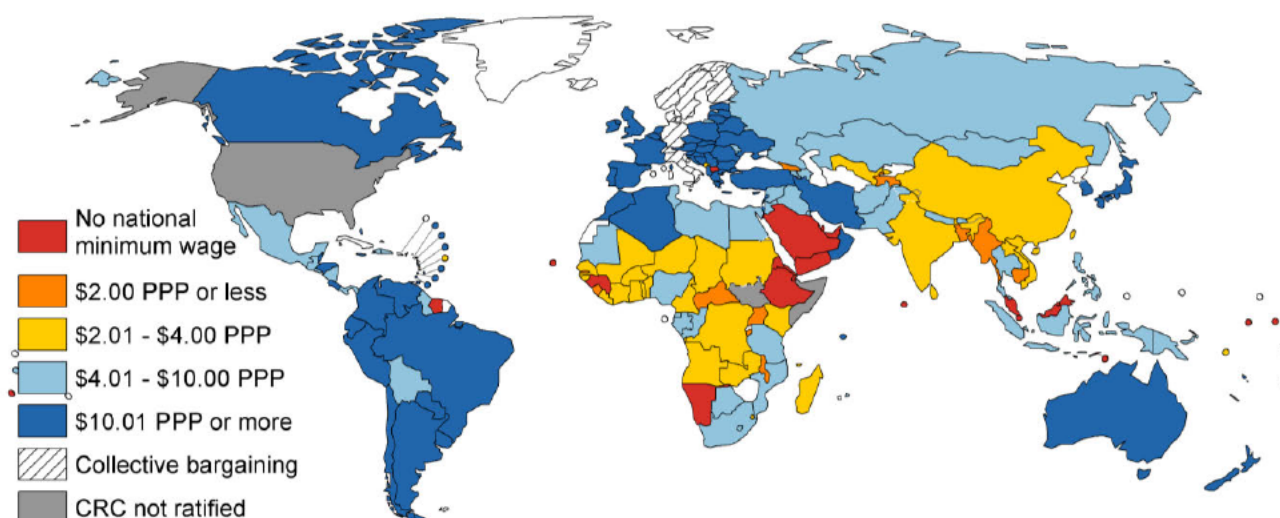 No national
minimum wage
$2.00 PPP or less
$2.01 - $4.00 PPP
$4.01 - $10.00 PPP
$10.01 PPP or more
Collective bargaining
CRC not ratified